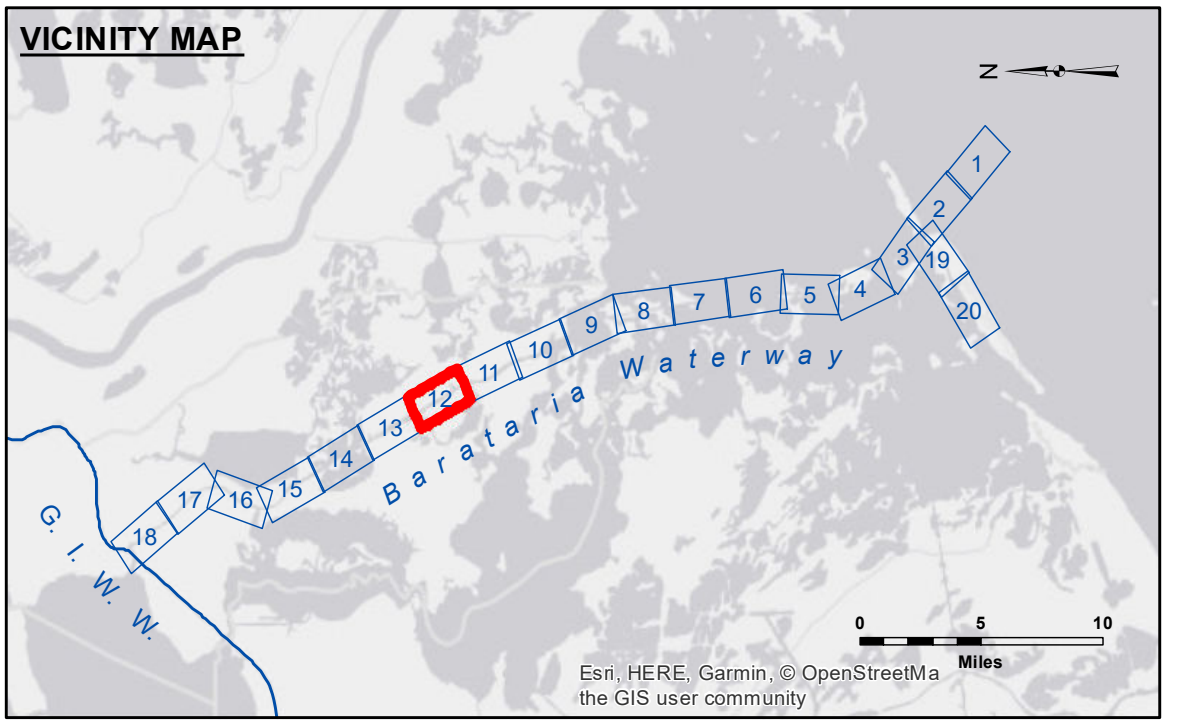 VICINITY MAP
N
1
2
3
19
4
5
6
7
8
20
9
10
11
12
13
14
15
16
17
18
Barataria Waterway
G. I. W. W.
0 5 10
Miles
Esri, HERE, Garmin, © OpenStreetMa
the GIS user community